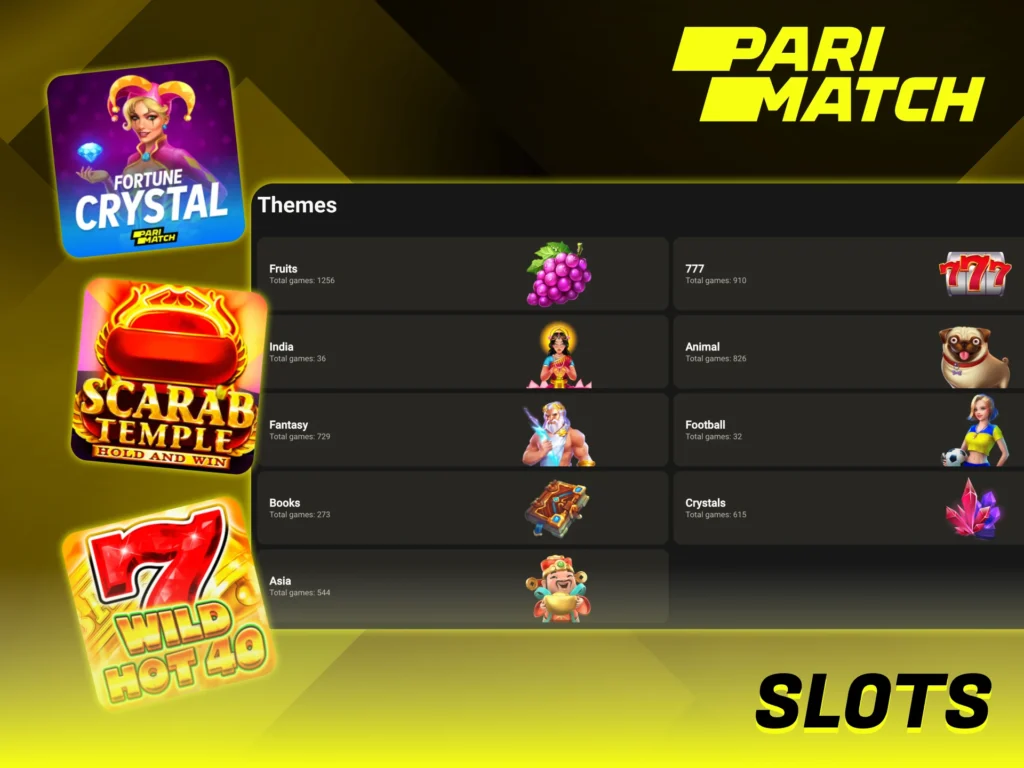 PARI
MATCH
FORTUNE
CRYSTAL
PARI
MATCH
SCARAB
TEMPLE
HOLD AND WIN
7
WILD
HOT 40
Themes
Fruits
Total games: 1256
777
Total games: 910
India
Total games: 36
Animal
Total games: 826
Fantasy
Total games: 729
Football
Total games: 32
Books
Total games: 273
Crystals
Total games: 615
Asia
Total games: 544
777
SLOTS